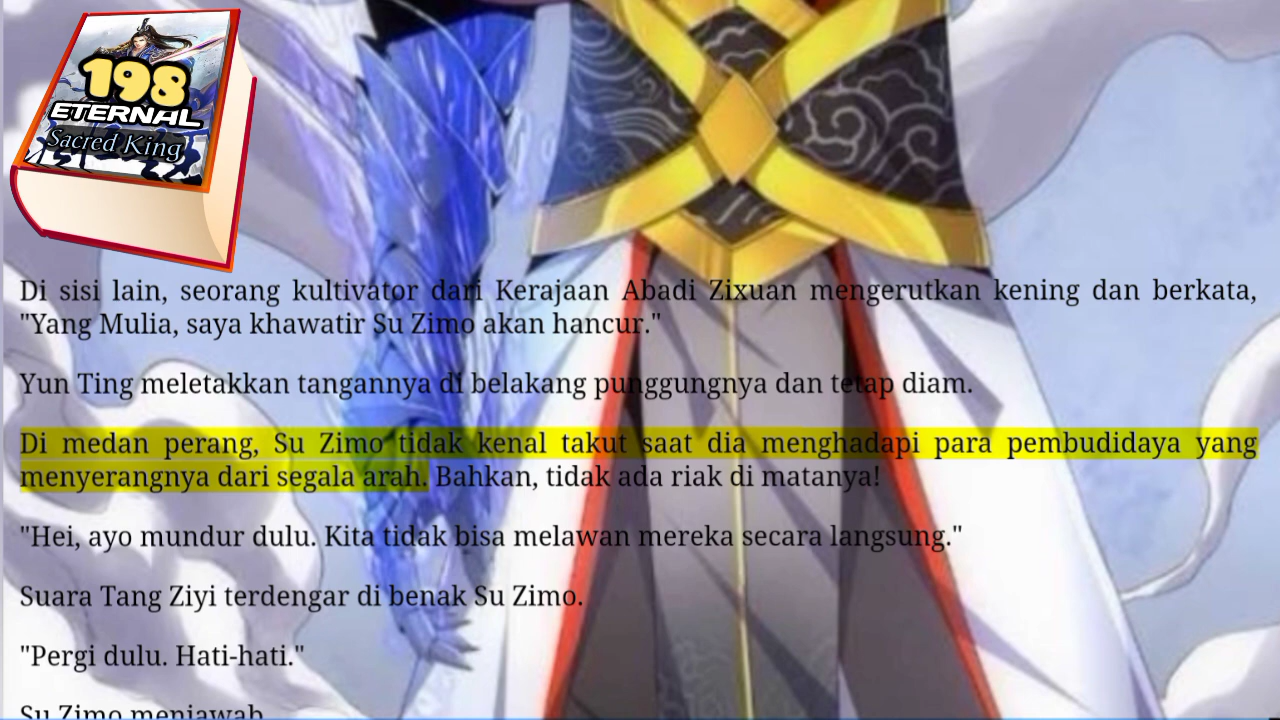 198
ETERNAL
Sacred King
Di sisi lain, seorang kultivator dari Kerajaan Abadi Zixuan mengerutkan kening dan berkata,
"Yang Mulia, saya khawatir Su Zimo akan hancur."
Yun Ting meletakkan tangannya di belakang punggungnya dan tetap diam.
Di medan perang, Su Zimo tidak kenal takut saat dia menghadapi para pembudidaya yang
menyerangnya dari segala arah. Bahkan, tidak ada riak di matanya!
"Hei, ayo mundur dulu. Kita tidak bisa melawan mereka secara langsung."
Suara Tang Ziyi terdengar di benak Su Zimo.
"Pergi dulu. Hati-hati."
Su Zimo menjawab.